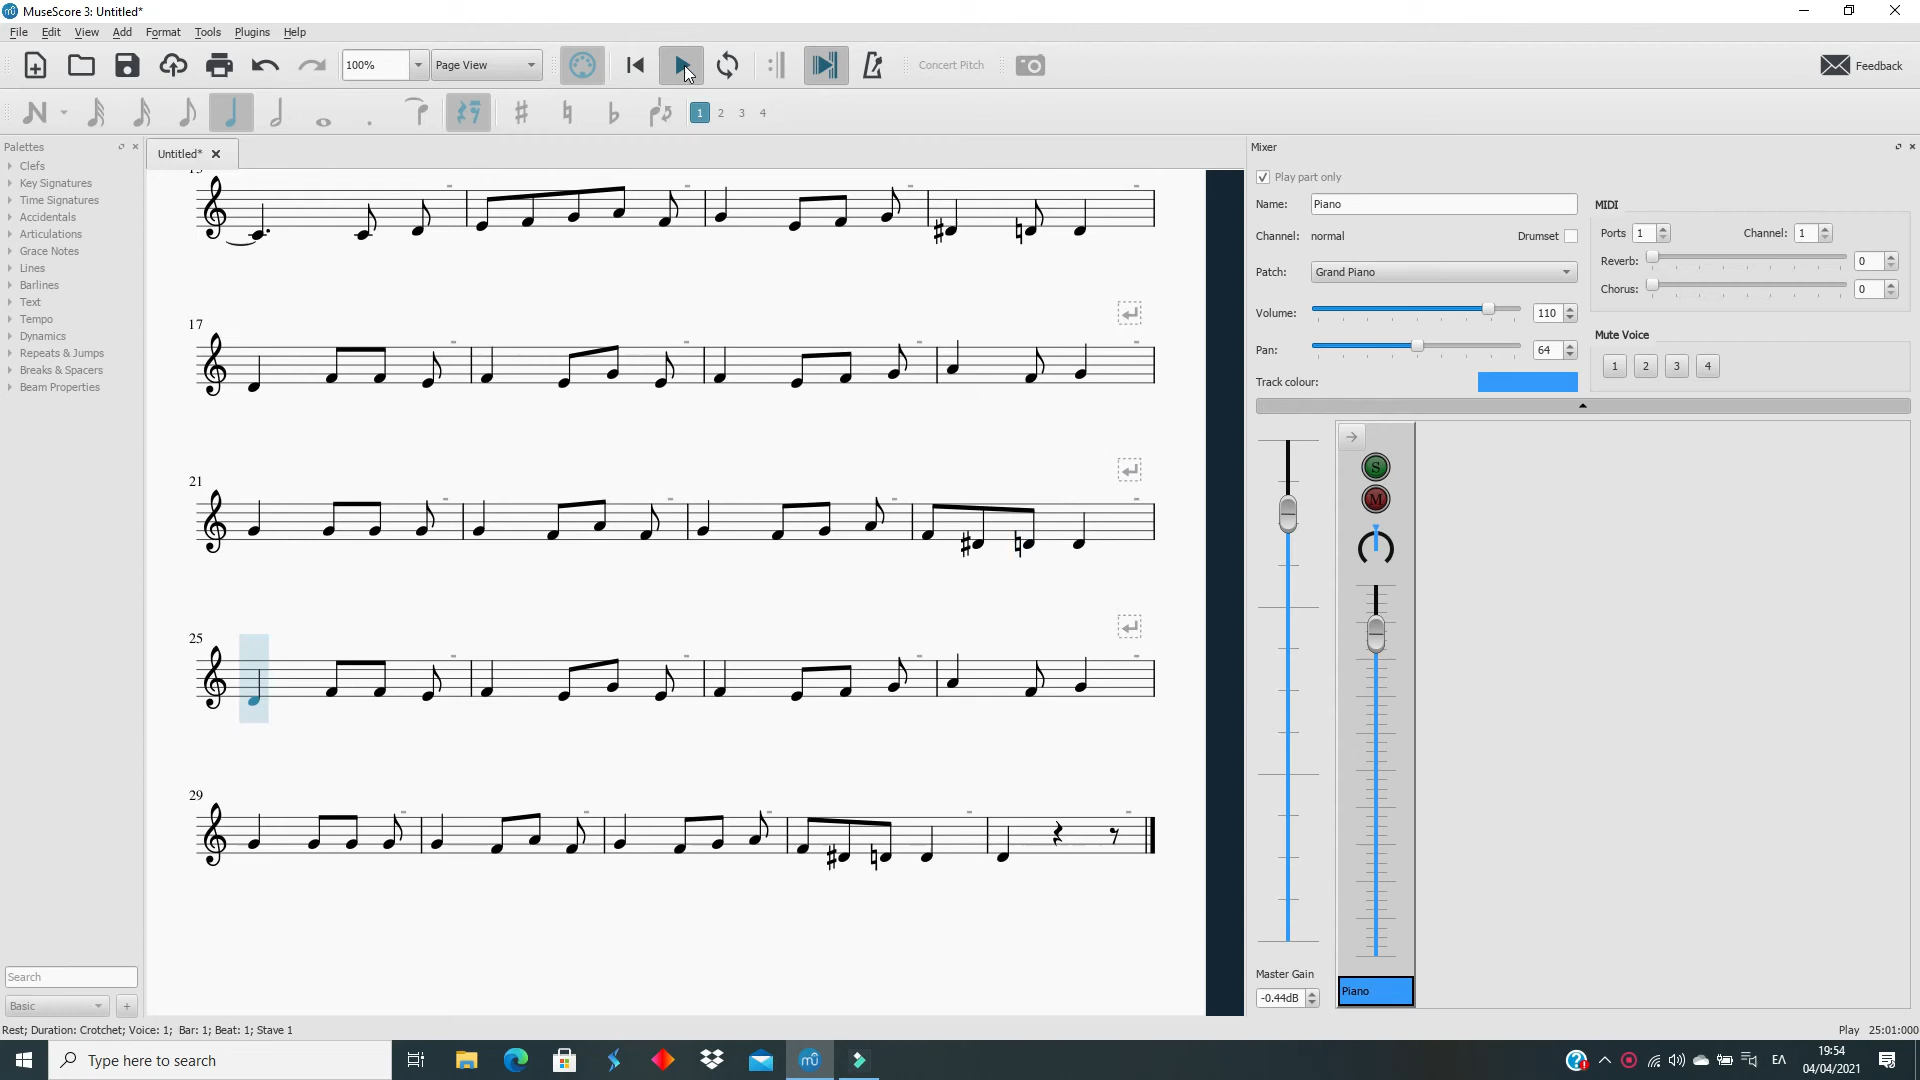 MuseScore 3: Untitled*
File Edit View Add Format Tools Plugins Help
100% Page View Concert Pitch Feedback
1 2 3 4
Palettes
Clefs
Key Signatures
Time Signatures
Accidentals
Articulations
Grace Notes
Lines
Barlines
Text
Tempo
Dynamics
Repeats & Jumps
Breaks & Spacers
Beam Properties
Search
Basic
+
Untitled*
17
21
25
29
Mixer
Play part only
Name: Piano
Channel: normal Drumset
Patch: Grand Piano
Volume: 110
Pan: 64
Track colour:
MIDI
Ports 1 Channel: 1
Reverb: 0
Chorus: 0
Mute Voice
1 2 3 4
S
M
Master Gain
-0.44dB
Piano
Rest; Duration: Crotchet; Voice: 1; Bar: 1; Beat: 1; Stave 1
Play 25:01:000
Type here to search
ΕΛ
19:54
04/04/2021